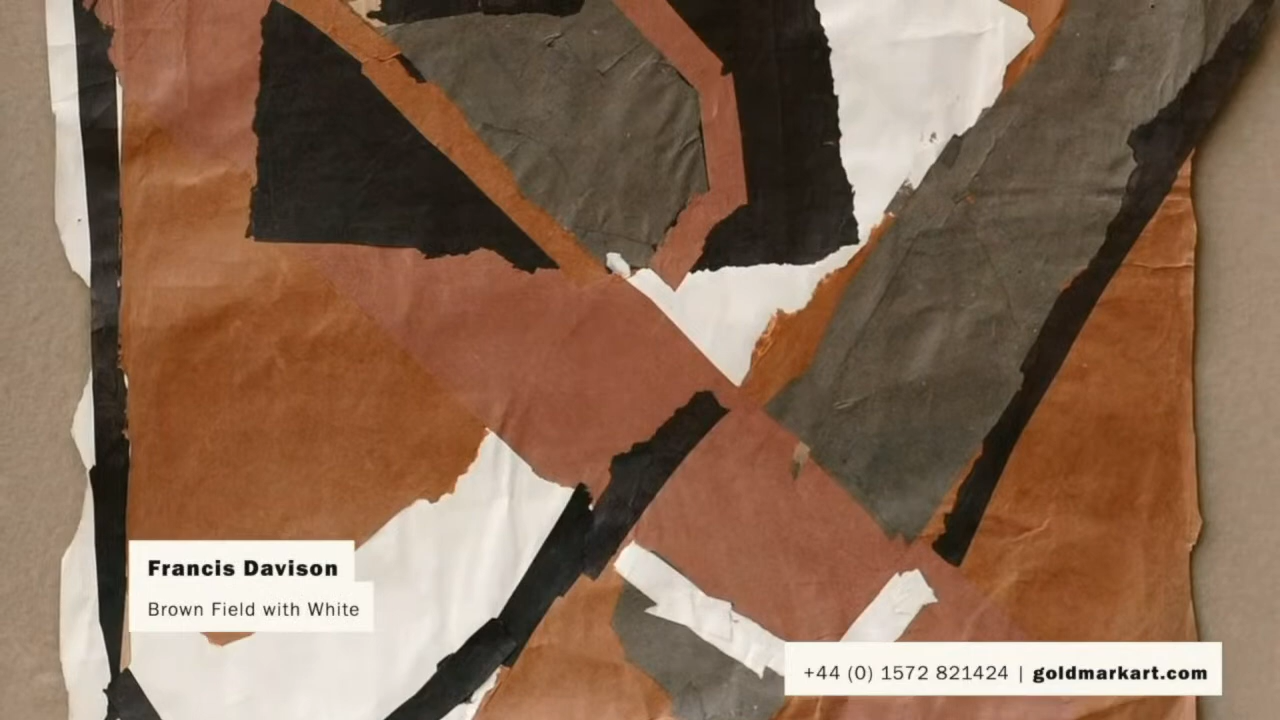 Francis Davison
Brown Field with White
+44 (0) 1572 821424 | goldmarkart.com